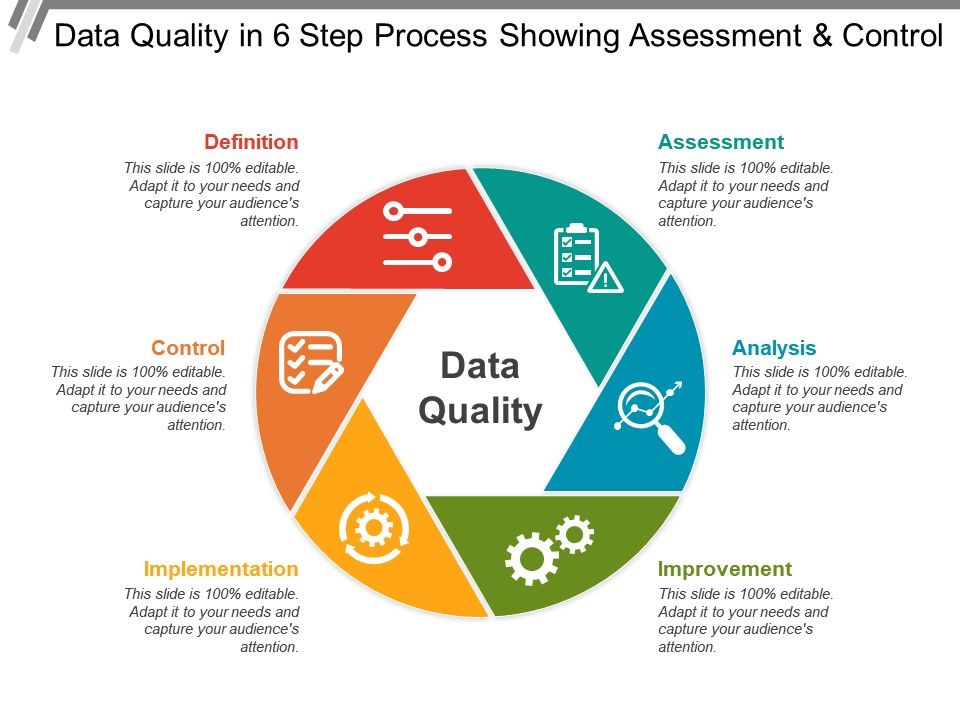 Data Quality in 6 Step Process Showing Assessment & Control
Definition
This slide is 100% editable.
Adapt it to your needs and
capture your audience's
attention.
Assessment
This slide is 100% editable.
Adapt it to your needs and
capture your audience's
attention.
Control
This slide is 100% editable.
Adapt it to your needs and
capture your audience's
attention.
Data
Quality
Analysis
This slide is 100% editable.
Adapt it to your needs and
capture your audience's
attention.
Implementation
This slide is 100% editable.
Adapt it to your needs and
capture your audience's
attention.
Improvement
This slide is 100% editable.
Adapt it to your needs and
capture your audience's
attention.